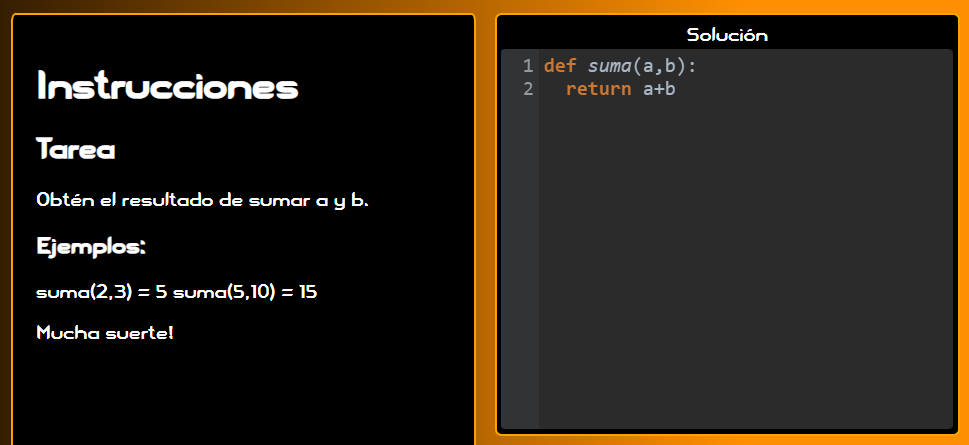 Instrucciones
Tarea
Obtén el resultado de sumar a y b.
Ejemplos:
suma(2,3) = 5 suma(5,10) = 15
Mucha suerte!
Solución
1 def suma(a,b):
2   return a+b